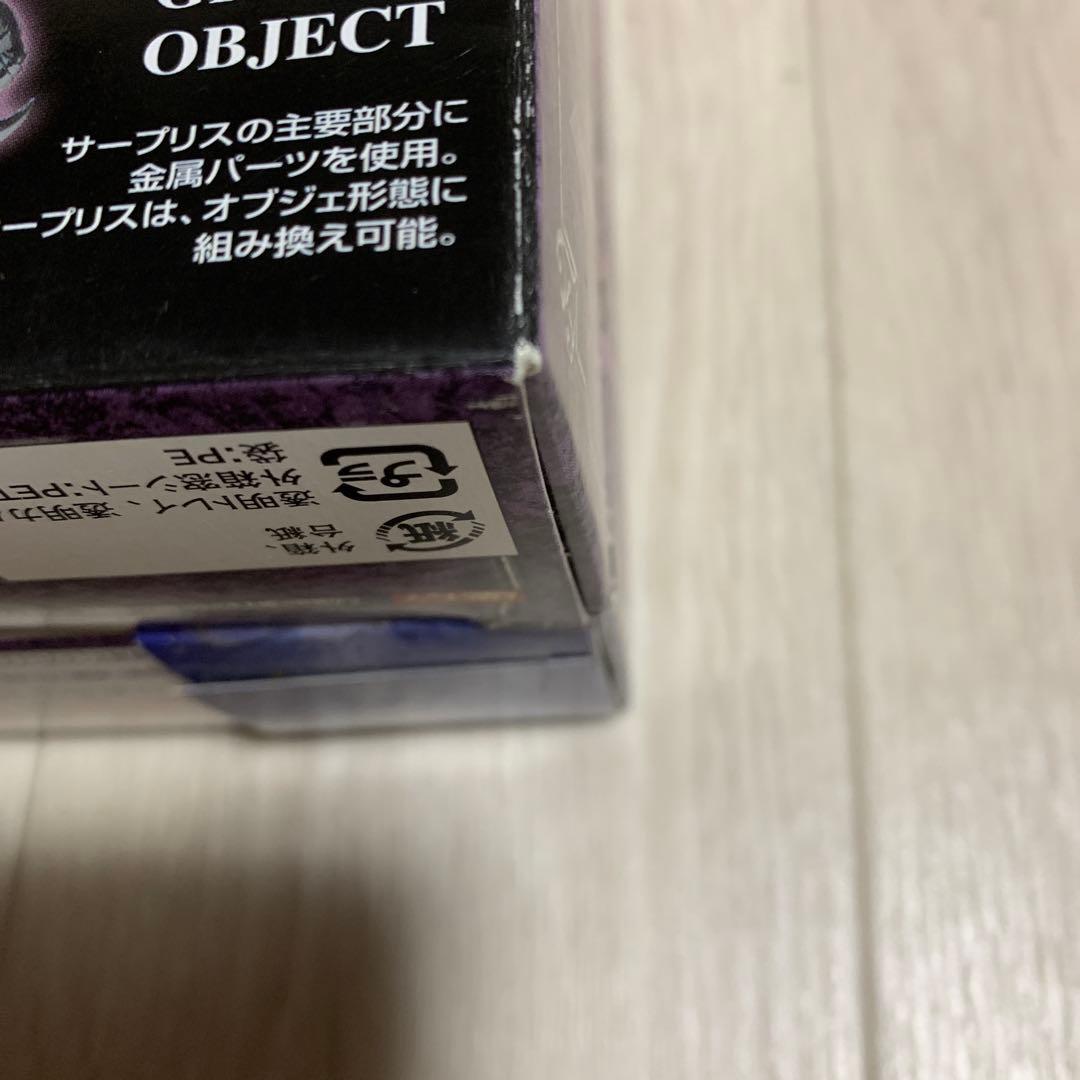 OBJECT
サープリスの主要部分に
金属パーツを使用。
ープリスは、オブジェ形態に
組み換え可能。
外箱、
台紙
紙
透明トレイ、透明カ
外箱窓シート:PET
袋:PE
プラ